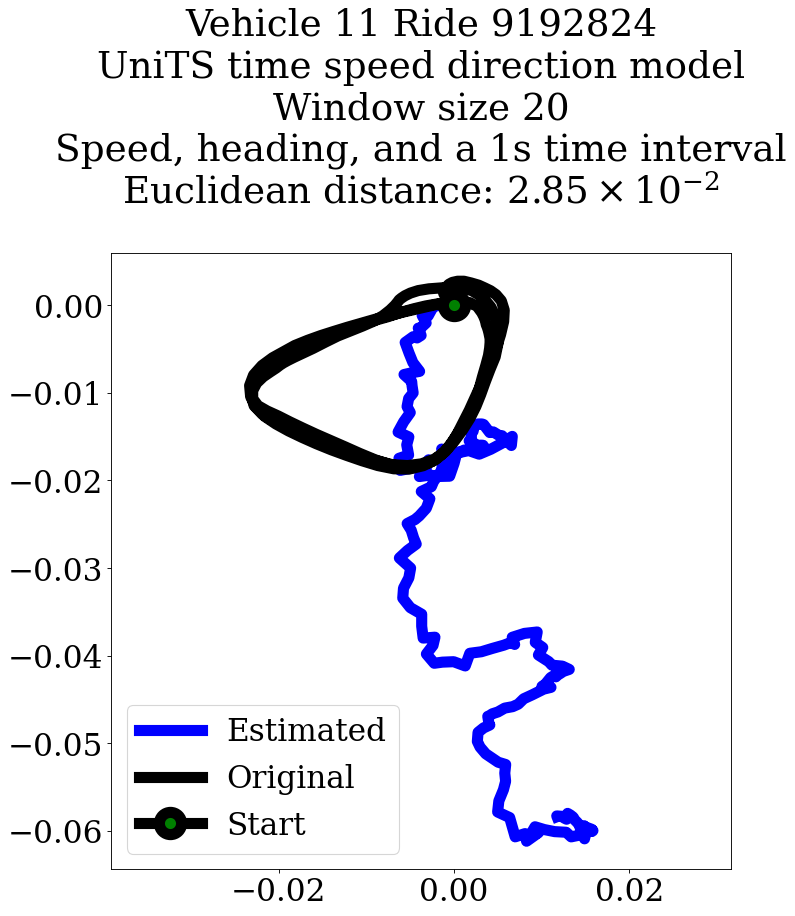 Vehicle 11 Ride 9192824
UniTS time speed direction model
Window size 20
Speed, heading, and a 1s time interval
Euclidean distance: 2.85 × 10⁻²
0.00
−0.01
−0.02
−0.03
−0.04
−0.05
−0.06
Estimated
Original
Start
−0.02 0.00 0.02